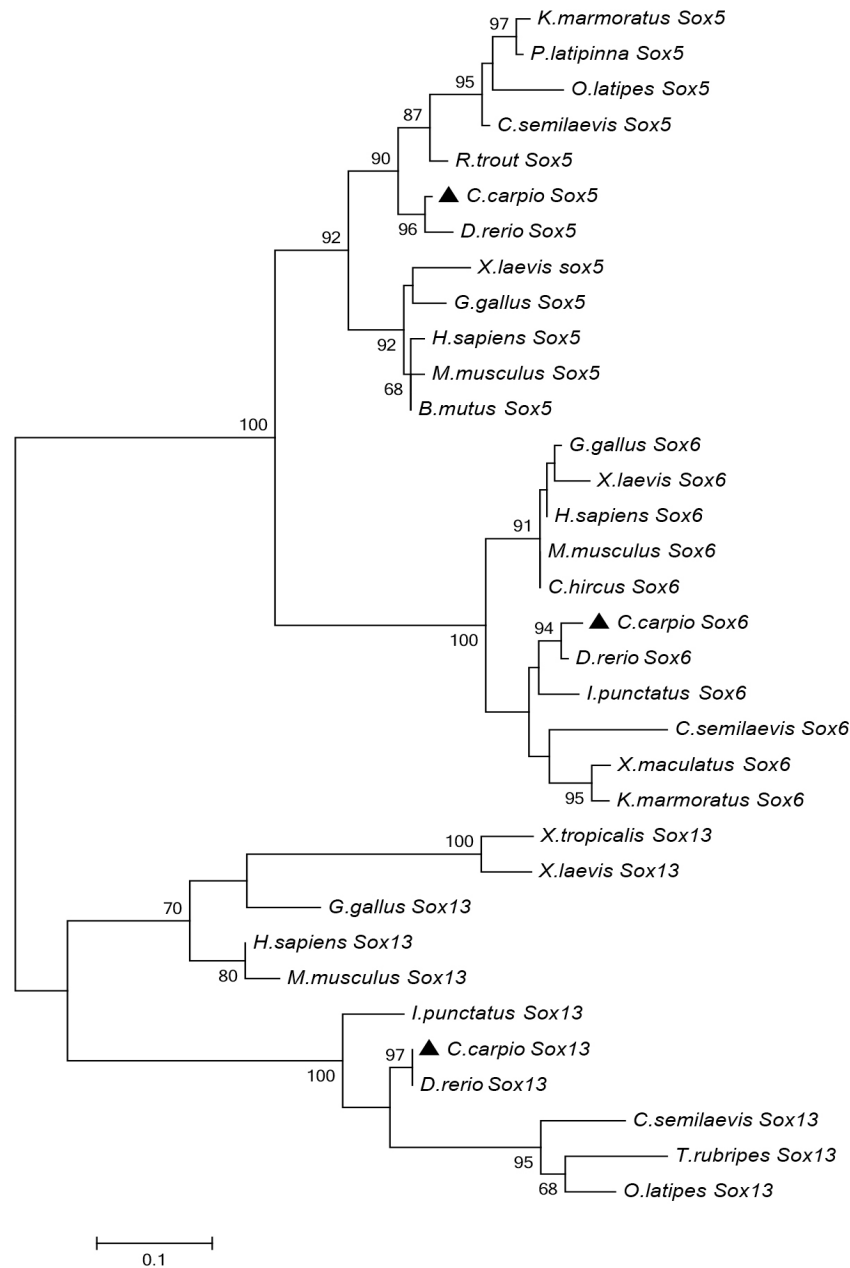 97
K.marmoratus Sox5
P.latipinna Sox5
95
O.latipes Sox5
87
C.semilaevis Sox5
90
R.trout Sox5
▲ C.carpio Sox5
96
D.rerio Sox5
92
X.laevis sox5
G.gallus Sox5
H.sapiens Sox5
92
M.musculus Sox5
68
B.mutus Sox5
100
G.gallus Sox6
X.laevis Sox6
H.sapiens Sox6
91
M.musculus Sox6
C.hircus Sox6
94
▲ C.carpio Sox6
100
D.rerio Sox6
I.punctatus Sox6
C.semilaevis Sox6
X.maculatus Sox6
95
K.marmoratus Sox6
X.tropicalis Sox13
100
X.laevis Sox13
70
G.gallus Sox13
H.sapiens Sox13
80
M.musculus Sox13
I.punctatus Sox13
97
▲ C.carpio Sox13
100
D.rerio Sox13
C.semilaevis Sox13
95
T.rubripes Sox13
68
O.latipes Sox13
0.1